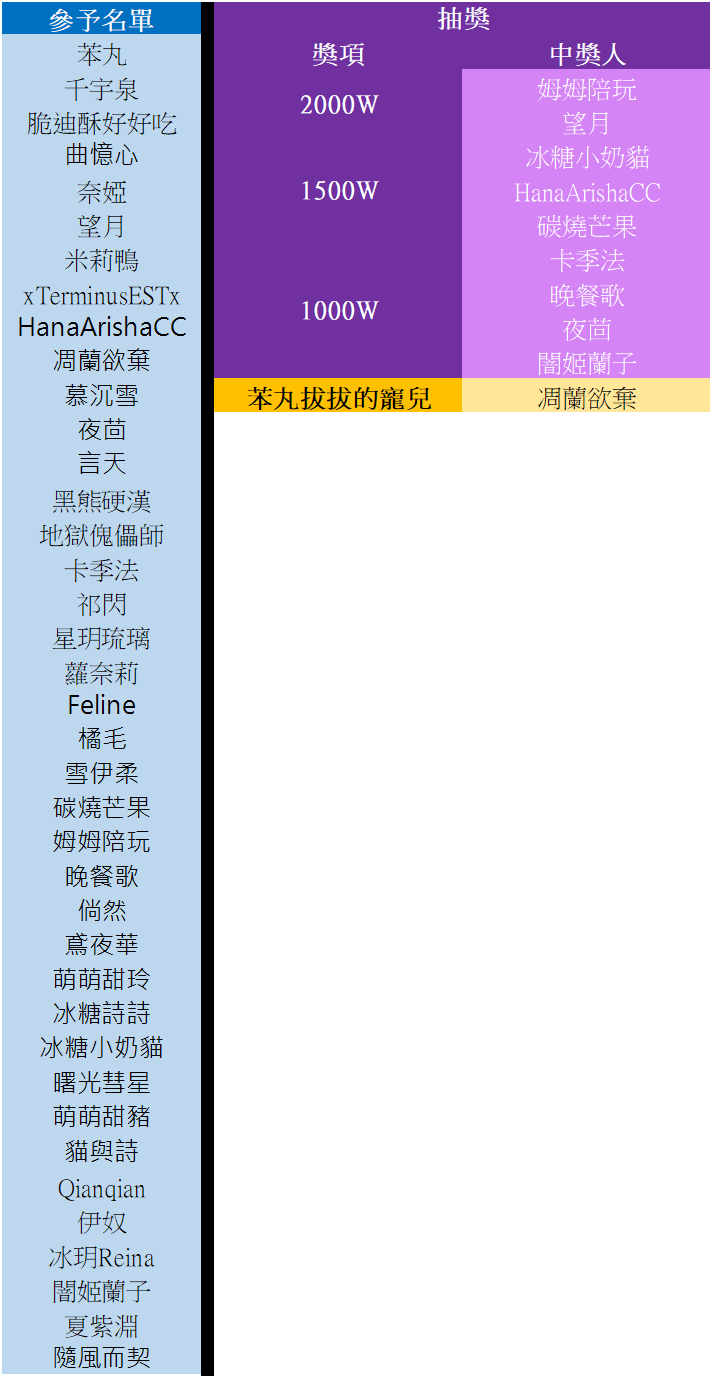 參予名單
苯丸
千宇泉
脆迪酥好好吃
曲憶心
奈婭
望月
米莉鴨
xTerminusESTx
HanaArishaCC
凋蘭欲棄
慕沉雪
夜茴
言天
黑熊硬漢
地獄傀儡師
卡季法
祁閃
星玥琉璃
蘿奈莉
Feline
橘毛
雪伊柔
碳燒芒果
姆姆陪玩
晚餐歌
倘然
鳶夜華
萌萌甜玲
冰糖詩詩
冰糖小奶貓
曙光彗星
萌萌甜豬
貓與詩
Qianqian
伊奴
冰玥Reina
闇姬蘭子
夏紫淵
隨風而契
抽獎
獎項 中獎人
2000W
姆姆陪玩
望月
1500W
冰糖小奶貓
HanaArishaCC
碳燒芒果
1000W
卡季法
晚餐歌
夜茴
闇姬蘭子
苯丸拔拔的寵兒 凋蘭欲棄